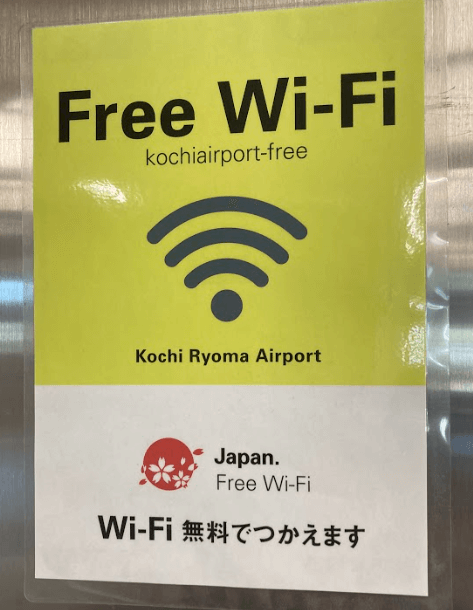 Free Wi-Fi
kochiairport-free
Kochi Ryoma Airport
Japan.
Free Wi-Fi
Wi-Fi 無料でつかえます